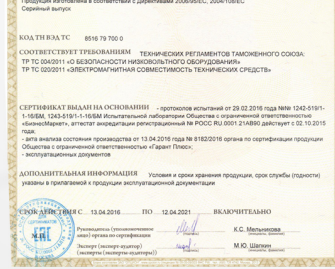 Продукция изготовлена в соответствии с Директивами 2006/95/ЕС, 2004/108/ЕС
Серийный выпуск
КОД ТН ВЭД ТС 8516 79 700 0
СООТВЕТСТВУЕТ ТРЕБОВАНИЯМ ТЕХНИЧЕСКИХ РЕГЛАМЕНТОВ ТАМОЖЕННОГО СОЮЗА:
ТР ТС 004/2011 «О БЕЗОПАСНОСТИ НИЗКОВОЛЬТНОГО ОБОРУДОВАНИЯ»
ТР ТС 020/2011 «ЭЛЕКТРОМАГНИТНАЯ СОВМЕСТИМОСТЬ ТЕХНИЧЕСКИХ СРЕДСТВ»
СЕРТИФИКАТ ВЫДАН НА ОСНОВАНИИ - протоколов испытаний от 29.02.2016 года №№ 1242-519/1-
1-16/БМ, 1243-519/1-1-16/БМ Испытательной лаборатории Общества с ограниченной ответственностью
«БизнесМаркет», аттестат аккредитации регистрационный № РОСС RU.0001.21АВ90 действует с 02.10.2015
года;
- акта анализа состояния производства от 13.04.2016 года № 8162/2016 органа по сертификации продукции
Общества с ограниченной ответственностью «Гарант Плюс»;
- эксплуатационных документов
ДОПОЛНИТЕЛЬНАЯ ИНФОРМАЦИЯ Условия и сроки хранения продукции, срок службы (годности)
указаны в прилагаемой к продукции эксплуатационной документации
СРОК ДЕЙСТВИЯ С 13.04.2016 ПО 12.04.2021 ВКЛЮЧИТЕЛЬНО
М.П.
Руководитель (уполномоченное
лицо) органа по сертификации К.С. Мельникова
Эксперт (эксперт-аудитор)
(эксперты (эксперты-аудиторы)) М.Ю. Шапкин